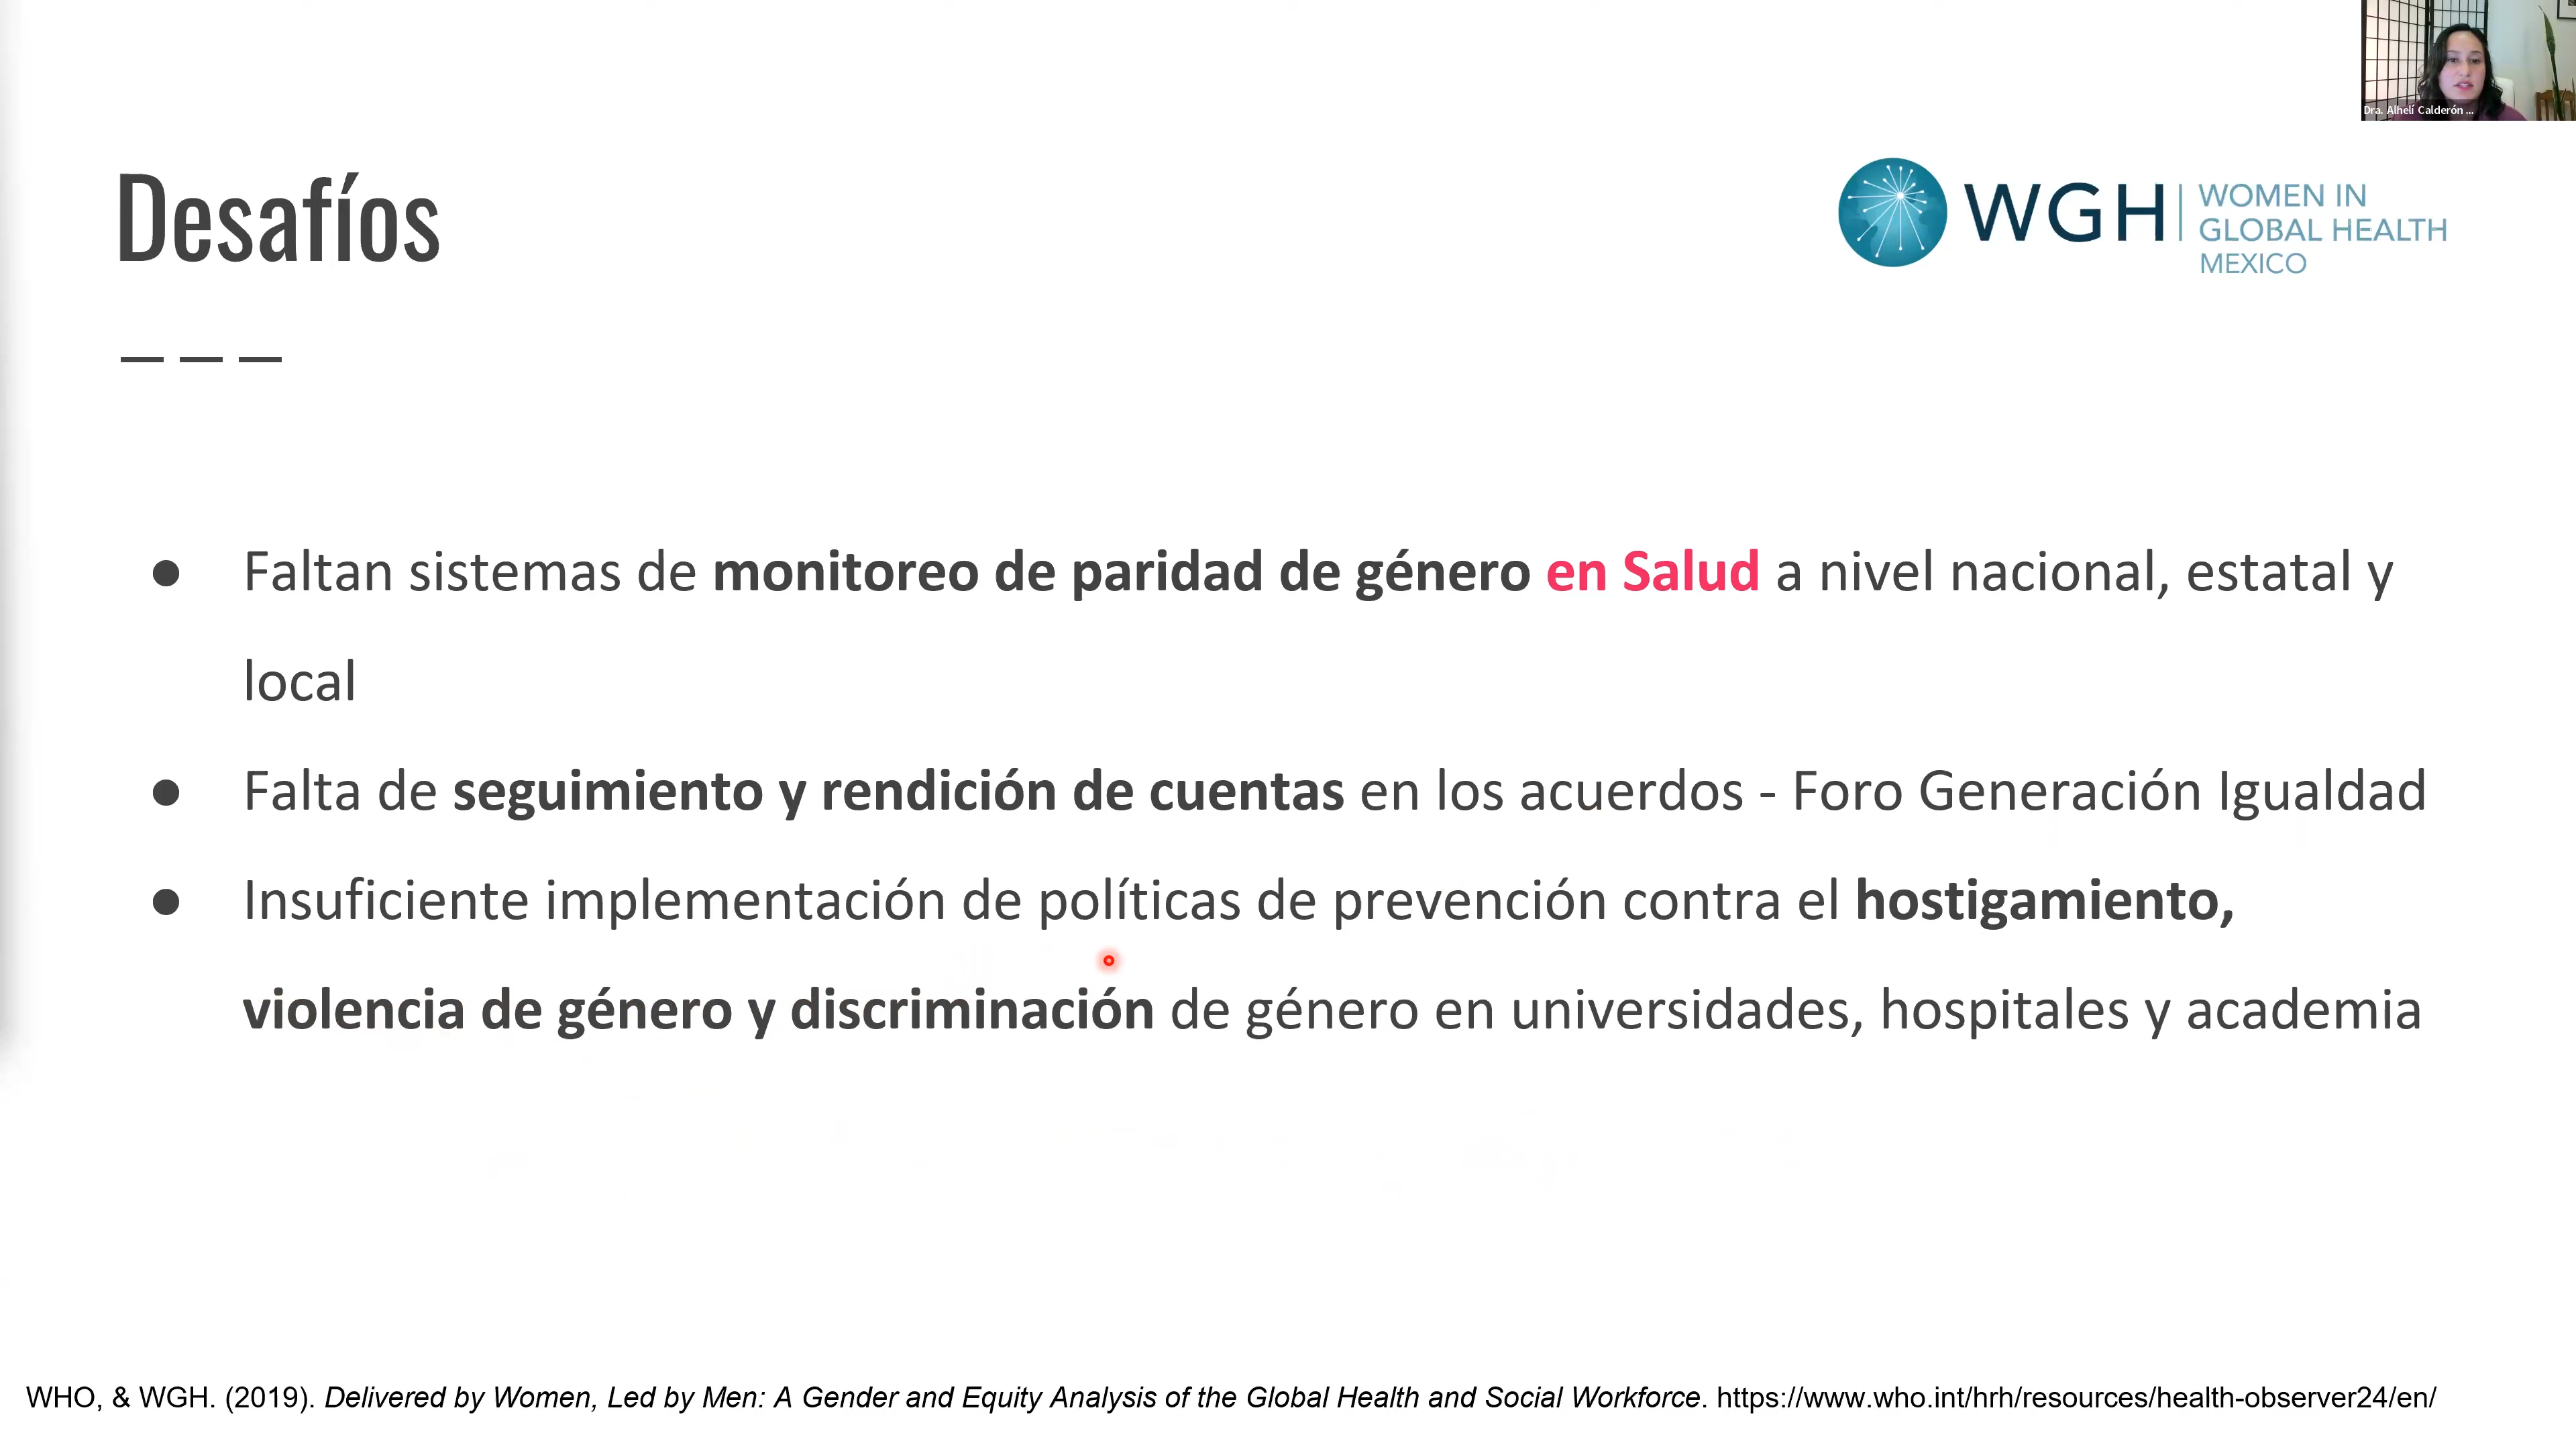 Dra. Alhelí Calderón ...
Desafíos
WGH
WOMEN IN
GLOBAL HEALTH
MEXICO
● Faltan sistemas de monitoreo de paridad de género en Salud a nivel nacional, estatal y
local
● Falta de seguimiento y rendición de cuentas en los acuerdos - Foro Generación Igualdad
● Insuficiente implementación de políticas de prevención contra el hostigamiento,
violencia de género y discriminación de género en universidades, hospitales y academia
WHO, & WGH. (2019). Delivered by Women, Led by Men: A Gender and Equity Analysis of the Global Health and Social Workforce. https://www.who.int/hrh/resources/health-observer24/en/